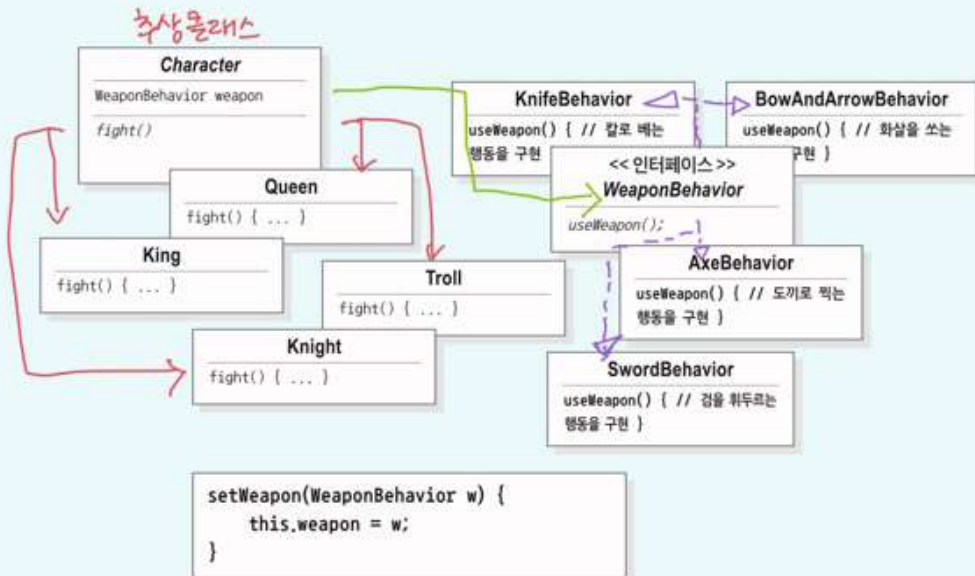 추상클래스
Character
WeaponBehavior weapon
fight()
Queen
fight() { ... }
King
fight() { ... }
Troll
fight() { ... }
Knight
fight() { ... }
KnifeBehavior
useWeapon() { // 칼로 베는
행동을 구현
BowAndArrowBehavior
useWeapon() { // 화살을 쏘는
구현 }
<< 인터페이스 >>
WeaponBehavior
useWeapon();
AxeBehavior
useWeapon() { // 도끼로 찍는
행동을 구현 }
SwordBehavior
useWeapon() { // 검을 휘두르는
행동을 구현 }
setWeapon(WeaponBehavior w) {
this.weapon = w;
}